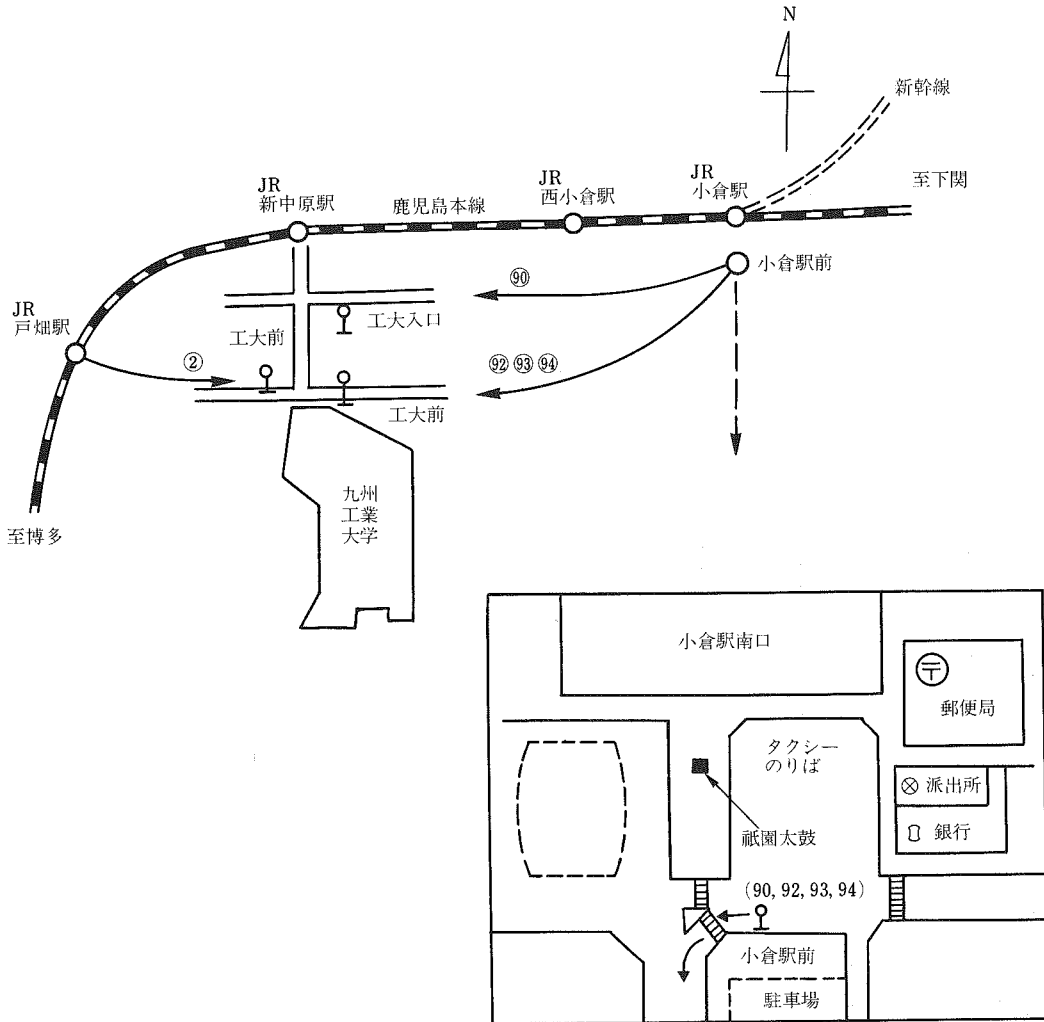 N
新幹線
JR
新中原駅
鹿児島本線
JR
西小倉駅
JR
小倉駅
至下関
小倉駅前
⑨⓪
JR
戸畑駅
工大入口
工大前
②
㉜㉝㉞
工大前
九州
工業
大学
至博多
小倉駅南口
〒
郵便局
タクシー
のりば
派出所
銀行
祇園太鼓
(90, 92, 93, 94)
小倉駅前
駐車場